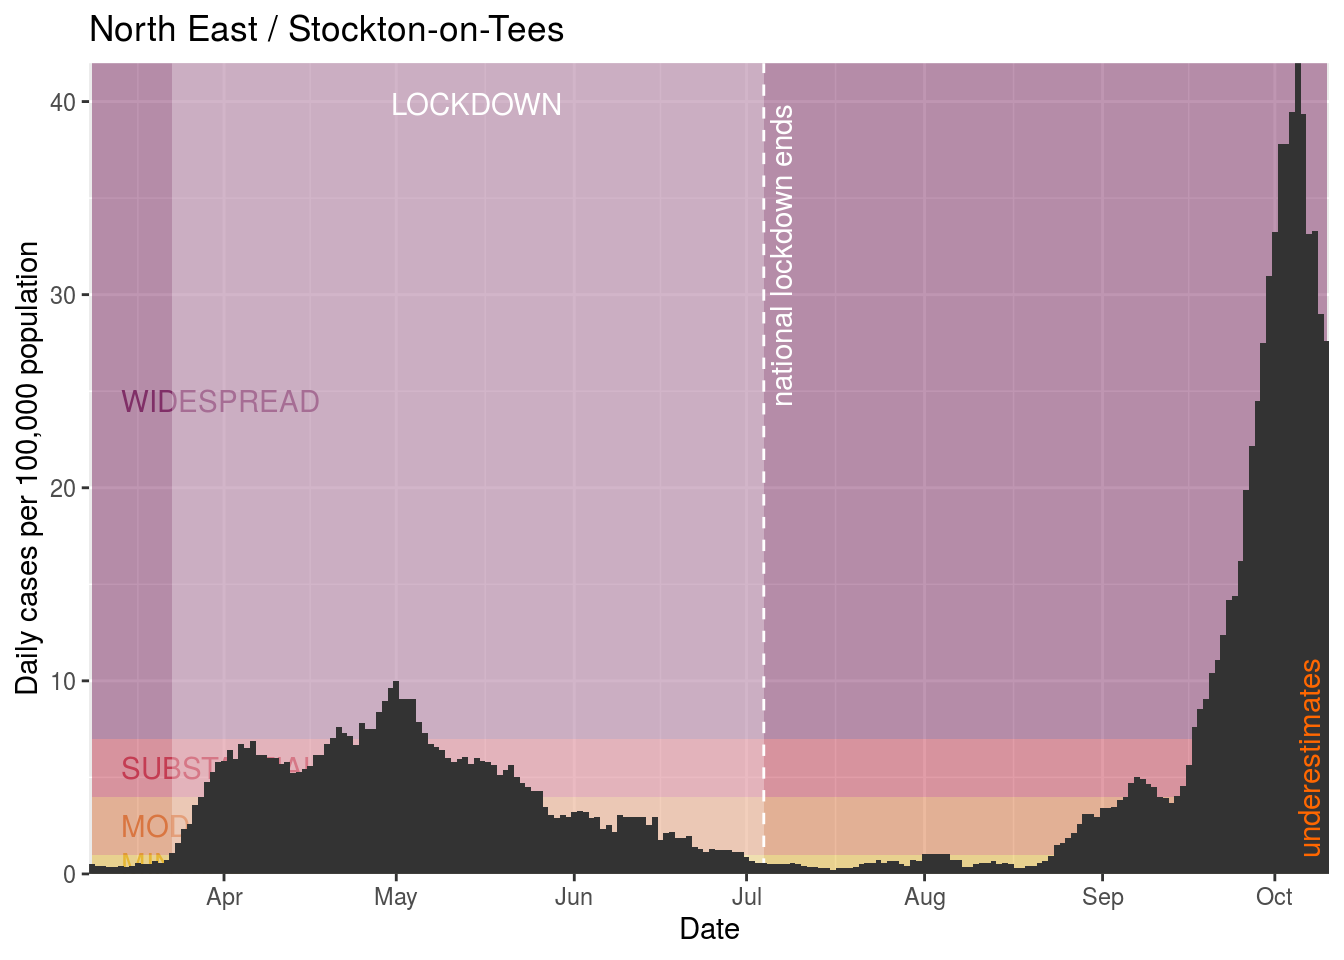 North East / Stockton-on-Tees
Daily cases per 100,000 population
40
30
20
10
0
LOCKDOWN
national lockdown ends
WIDESPREAD
underestimates
Apr
May
Jun
Jul
Aug
Sep
Oct
Date